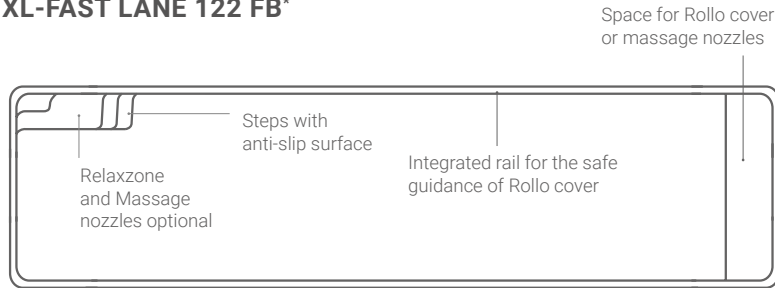 XL-FAST LANE 122 FB*
Space for Rollo cover
or massage nozzles
Steps with
anti-slip surface
Integrated rail for the safe
guidance of Rollo cover
Relaxzone
and Massage
nozzles optional